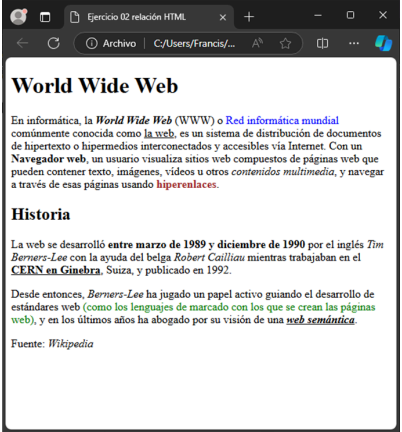 Ejercicio 02 relación HTML
Archivo
C:/Users/Francis/...
World Wide Web
En informática, la World Wide Web (WWW) o Red informática mundial
comúnmente conocida como la web, es un sistema de distribución de documentos
de hipertexto o hipermedios interconectados y accesibles vía Internet. Con un
Navegador web, un usuario visualiza sitios web compuestos de páginas web que
pueden contener texto, imágenes, vídeos u otros contenidos multimedia, y navegar
a través de esas páginas usando hiperenlaces.
Historia
La web se desarrolló entre marzo de 1989 y diciembre de 1990 por el inglés Tim
Berners-Lee con la ayuda del belga Robert Cailliau mientras trabajaban en el
CERN en Ginebra, Suiza, y publicado en 1992.
Desde entonces, Berners-Lee ha jugado un papel activo guiando el desarrollo de
estándares web (como los lenguajes de marcado con los que se crean las páginas
web), y en los últimos años ha abogado por su visión de una web semántica.
Fuente: Wikipedia